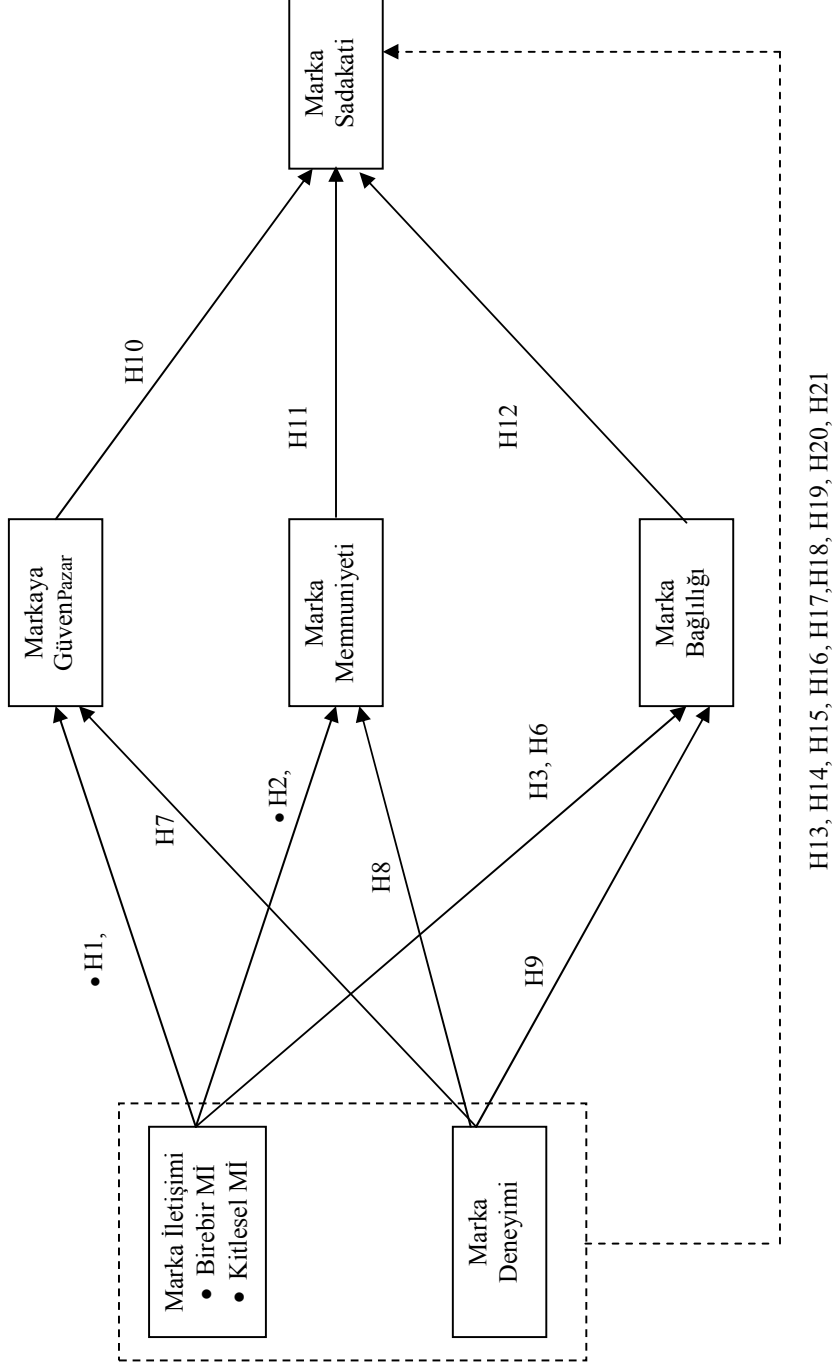 Marka İletişimi
• Birebir Mİ
• Kitlesel Mİ
Marka
Deneyimi
• H1,
H7
• H2,
H8
H3, H6
H9
Markaya
GüvenPazar
Marka
Memnuniyeti
Marka
Bağlılığı
H10
H11
H12
Marka
Sadakati
H13, H14, H15, H16, H17,H18, H19, H20, H21